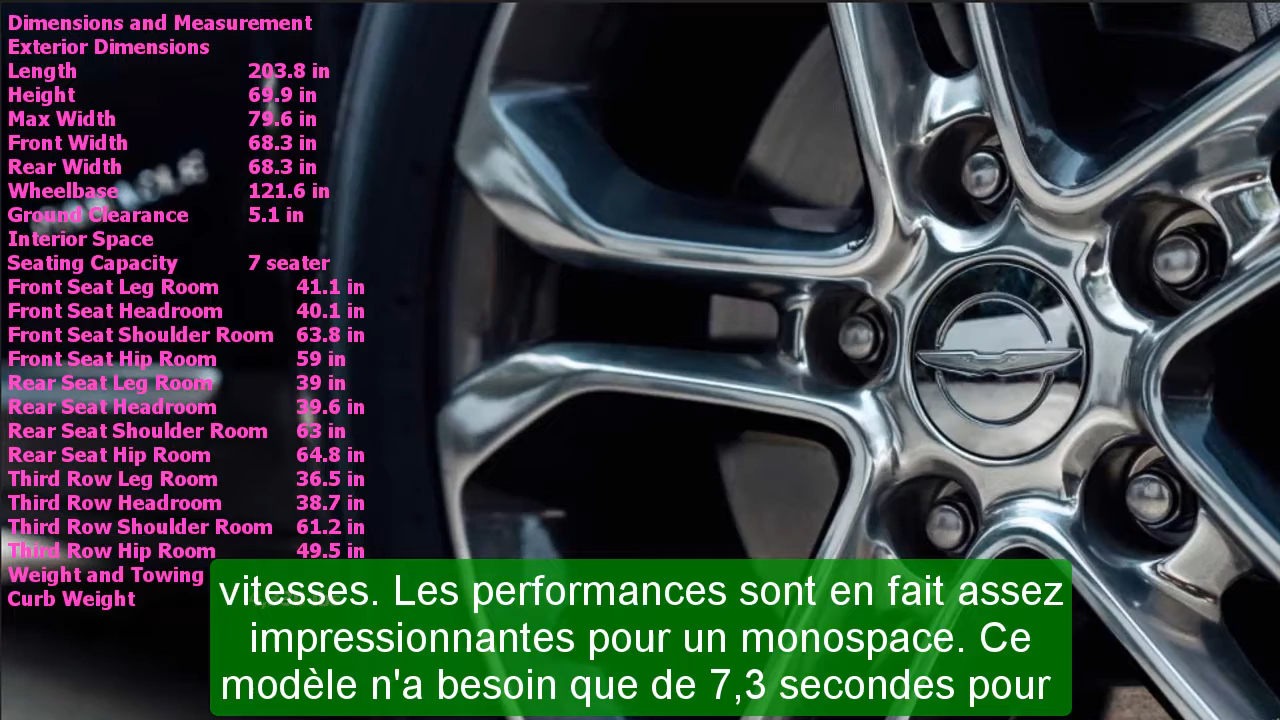 Dimensions and Measurement
Exterior Dimensions
Length 203.8 in
Height 69.9 in
Max Width 79.6 in
Front Width 68.3 in
Rear Width 68.3 in
Wheelbase 121.6 in
Ground Clearance 5.1 in
Interior Space
Seating Capacity 7 seater
Front Seat Leg Room 41.1 in
Front Seat Headroom 40.1 in
Front Seat Shoulder Room 63.8 in
Front Seat Hip Room 59 in
Rear Seat Leg Room 39 in
Rear Seat Headroom 39.6 in
Rear Seat Shoulder Room 63 in
Rear Seat Hip Room 64.8 in
Third Row Leg Room 36.5 in
Third Row Headroom 38.7 in
Third Row Shoulder Room 61.2 in
Third Row Hip Room 49.5 in
Weight and Towing
Curb Weight
vitesses. Les performances sont en fait assez
impressionnantes pour un monospace. Ce
modèle n'a besoin que de 7,3 secondes pour